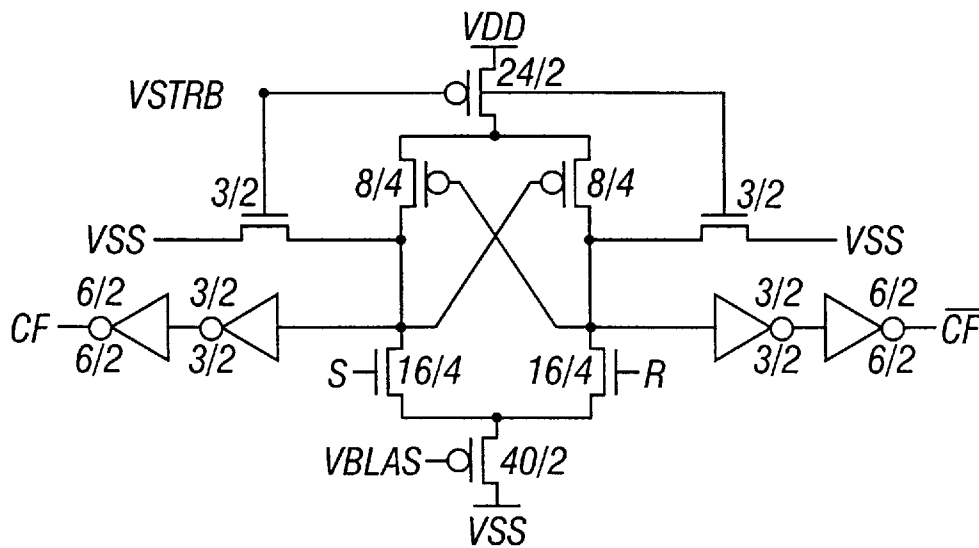 VDD
24/2
VSTRB
8/4
8/4
3/2
3/2
VSS
VSS
6/2
3/2
3/2
6/2
CF
C̅F̅
6/2
3/2
3/2
6/2
S
16/4
16/4
R
VBLAS
40/2
VSS